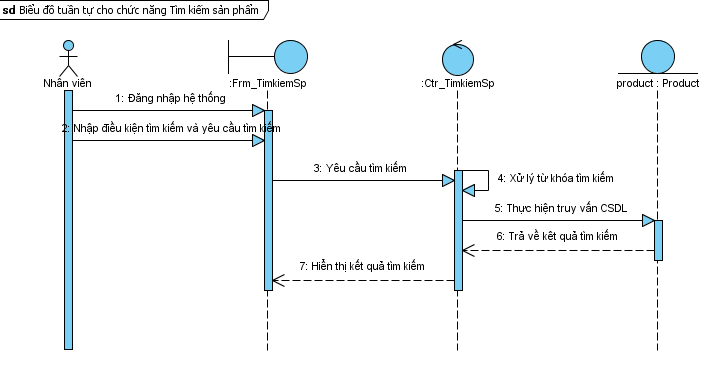 sd Biểu đồ tuần tự cho chức năng Tìm kiếm sản phẩm
Nhân viên
:Frm_TimkiemSp
:Ctr_TimkiemSp
product : Product
1: Đăng nhập hệ thống
2: Nhập điều kiện tìm kiếm và yêu cầu tìm kiếm
3: Yêu cầu tìm kiếm
4: Xử lý từ khóa tìm kiếm
5: Thực hiện truy vấn CSDL
6: Trả về kết quả tìm kiếm
7: Hiển thị kết quả tìm kiếm